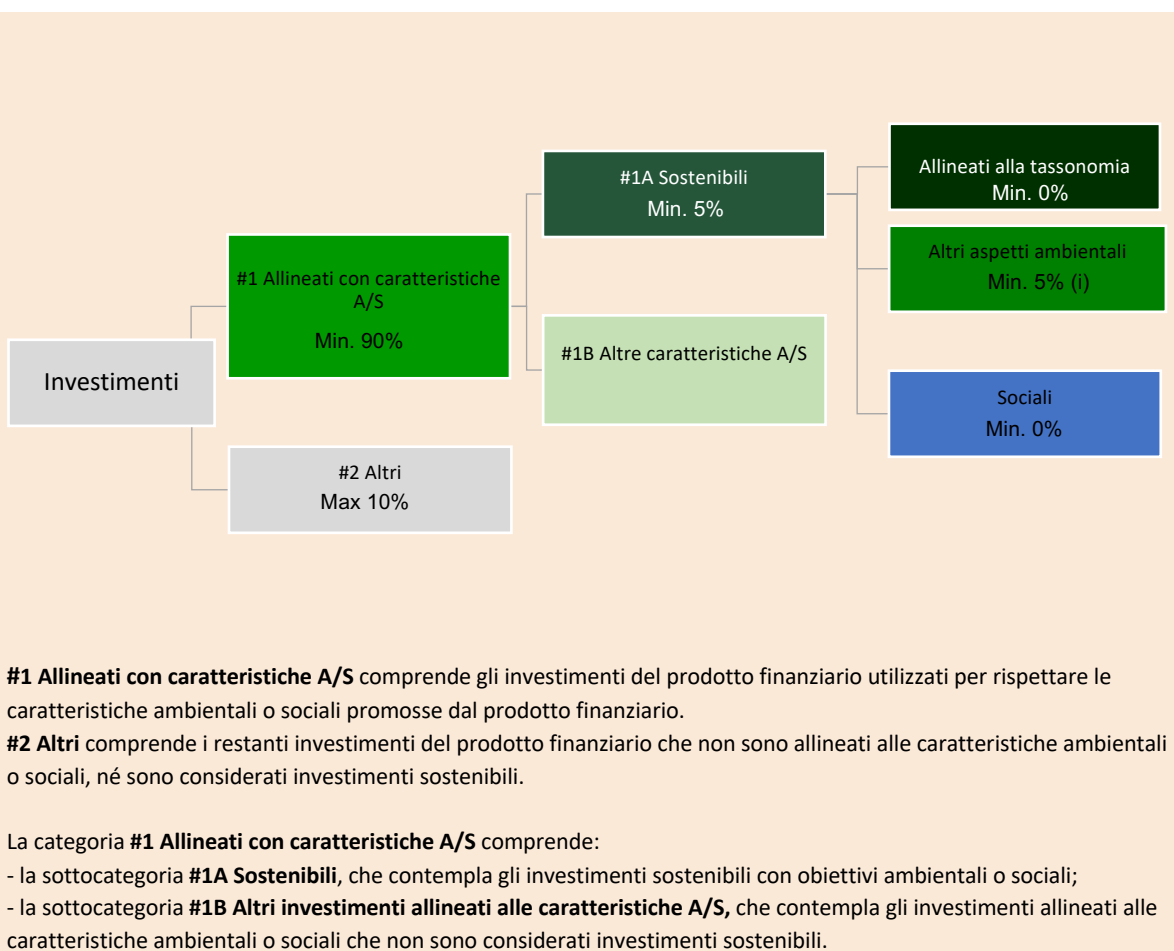 Investimenti
#1 Allineati con caratteristiche
A/S
Min. 90%
#2 Altri
Max 10%
#1A Sostenibili
Min. 5%
#1B Altre caratteristiche A/S
Allineati alla tassonomia
Min. 0%
Altri aspetti ambientali
Min. 5% (i)
Sociali
Min. 0%
#1 Allineati con caratteristiche A/S comprende gli investimenti del prodotto finanziario utilizzati per rispettare le
caratteristiche ambientali o sociali promosse dal prodotto finanziario.
#2 Altri comprende i restanti investimenti del prodotto finanziario che non sono allineati alle caratteristiche ambientali
o sociali, né sono considerati investimenti sostenibili.
La categoria #1 Allineati con caratteristiche A/S comprende:
- la sottocategoria #1A Sostenibili, che contempla gli investimenti sostenibili con obiettivi ambientali o sociali;
- la sottocategoria #1B Altri investimenti allineati alle caratteristiche A/S, che contempla gli investimenti allineati alle
caratteristiche ambientali o sociali che non sono considerati investimenti sostenibili.